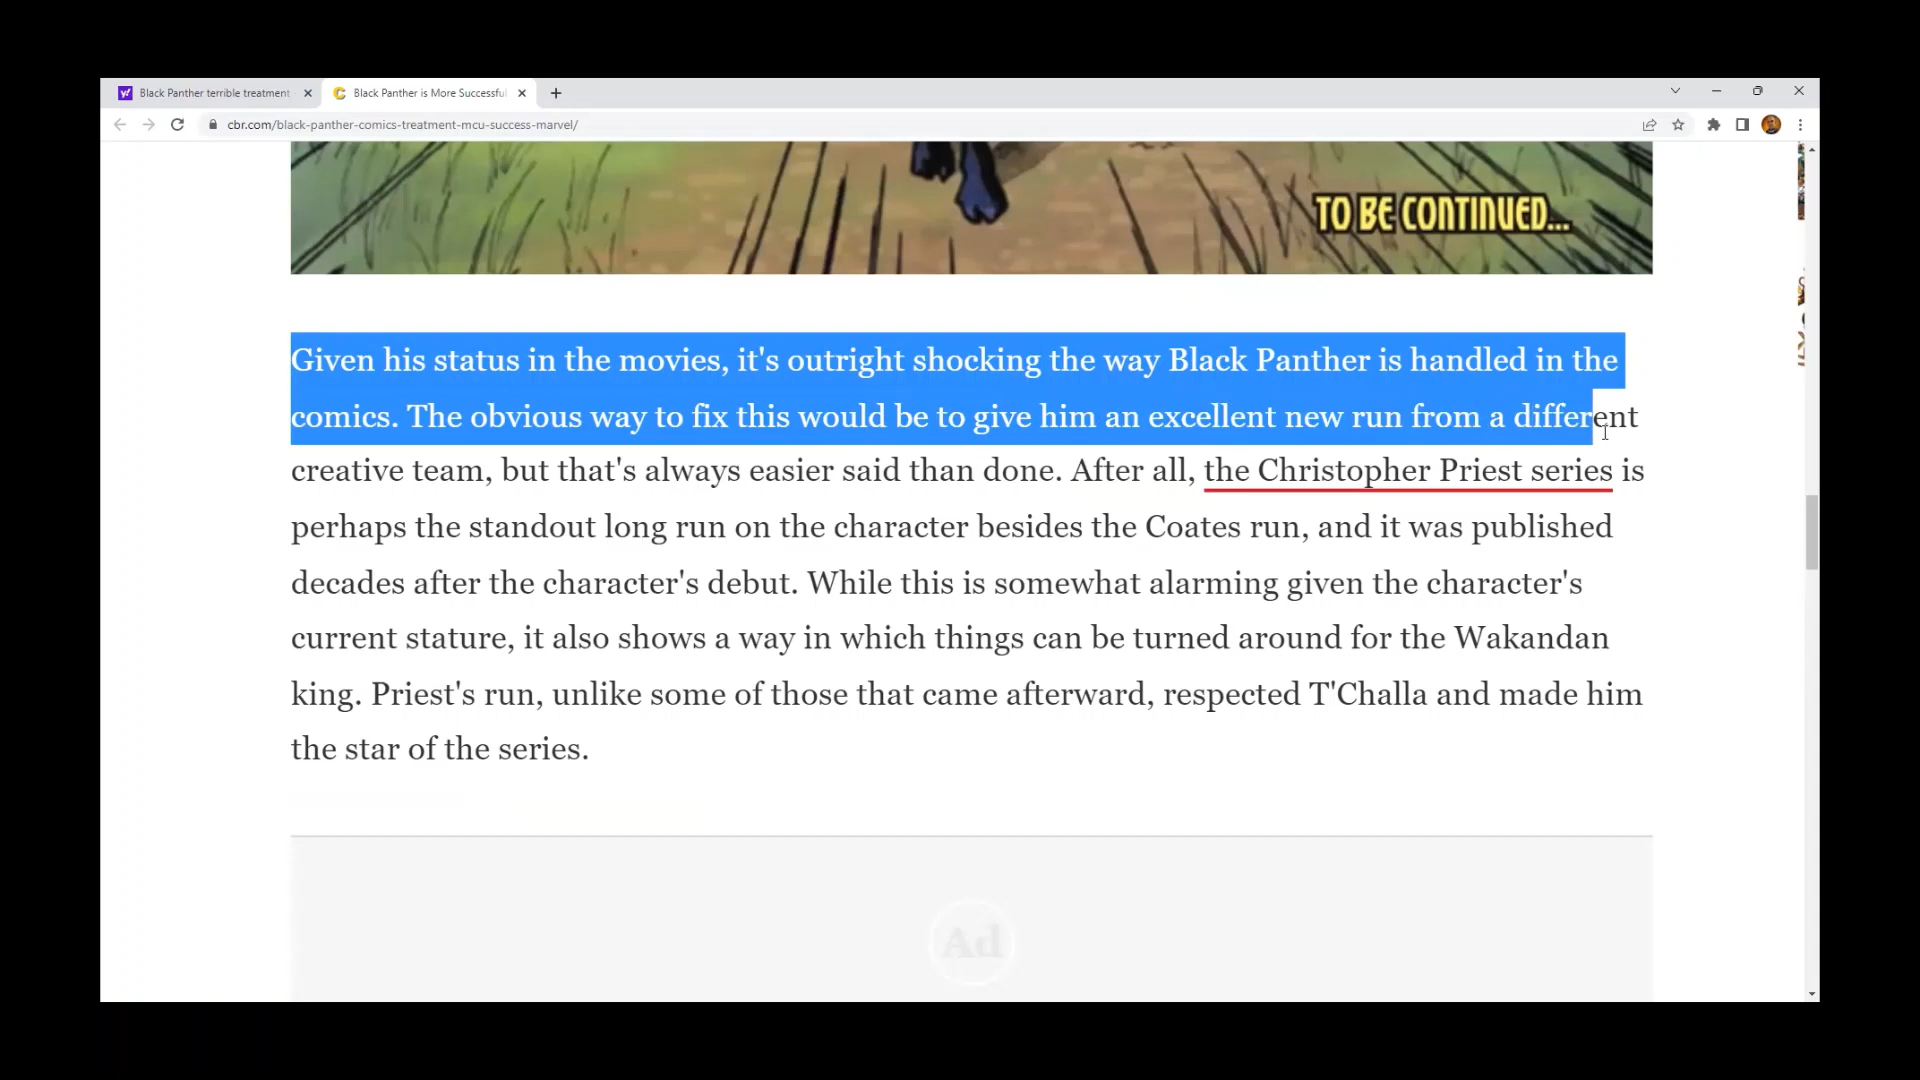 Black Panther terrible treatment
Black Panther is More Successful
cbr.com/black-panther-comics-treatment-mcu-success-marvel/
TO BE CONTINUED...
Given his status in the movies, it's outright shocking the way Black Panther is handled in the
comics. The obvious way to fix this would be to give him an excellent new run from a different
creative team, but that's always easier said than done. After all, the Christopher Priest series is
perhaps the standout long run on the character besides the Coates run, and it was published
decades after the character's debut. While this is somewhat alarming given the character's
current stature, it also shows a way in which things can be turned around for the Wakandan
king. Priest's run, unlike some of those that came afterward, respected T'Challa and made him
the star of the series.
Ad